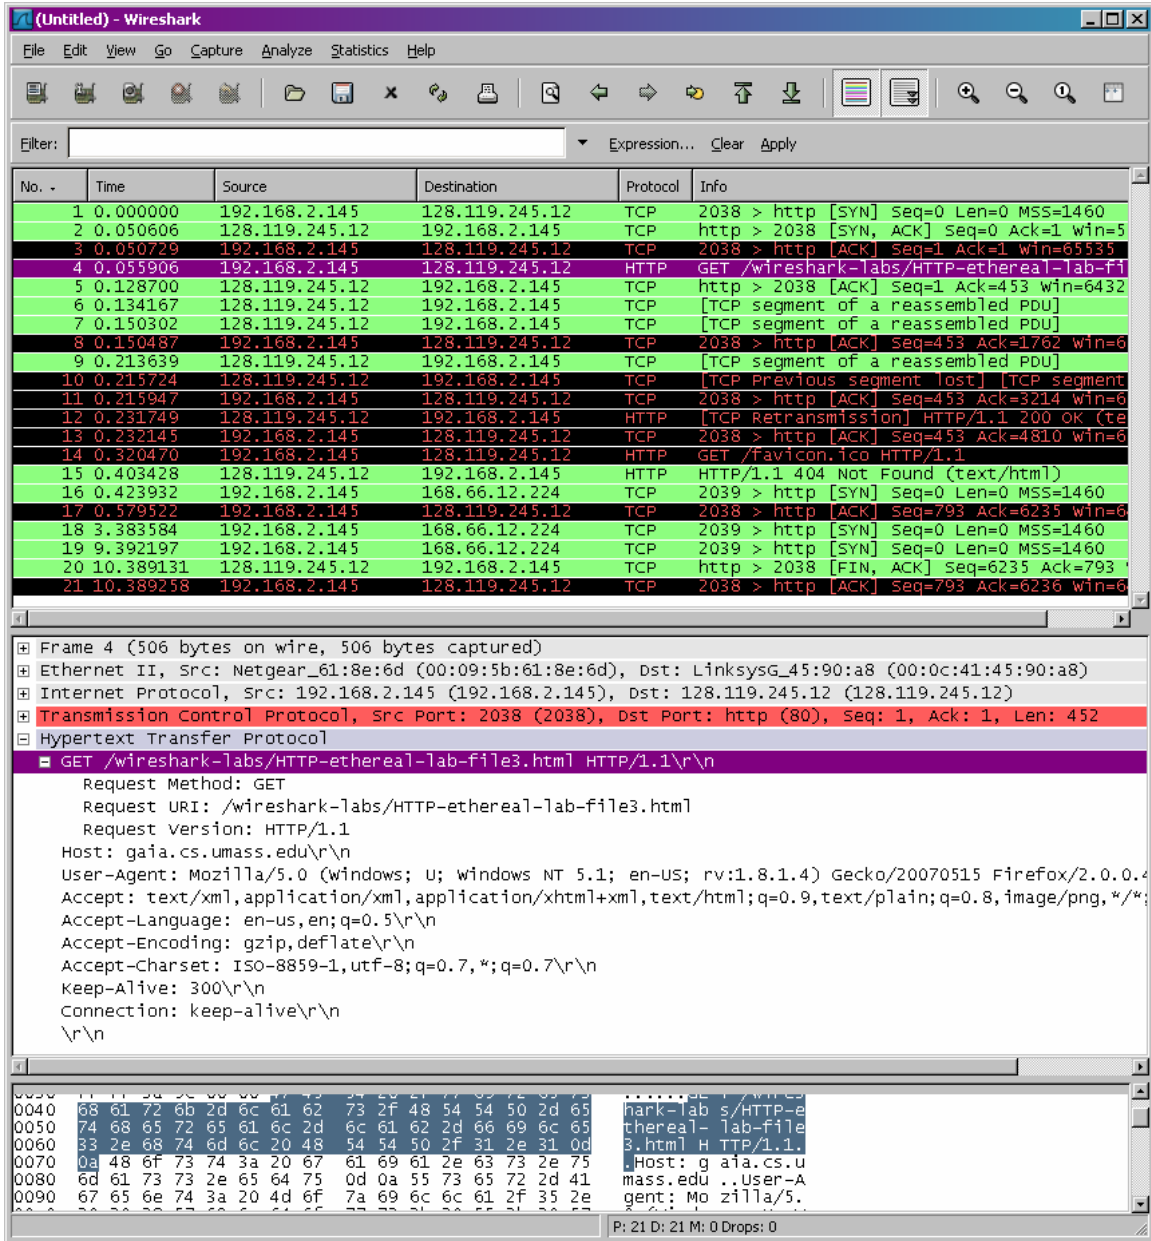 (Untitled) - Wireshark
File Edit View Go Capture Analyze Statistics Help
Filter: Expression... Clear Apply
No. Time Source Destination Protocol Info
1 0.000000 192.168.2.145 128.119.245.12 TCP 2038 > http [SYN] Seq=0 Len=0 MSS=1460
2 0.050606 128.119.245.12 192.168.2.145 TCP http > 2038 [SYN, ACK] Seq=0 Ack=1 Win=5
3 0.050729 192.168.2.145 128.119.245.12 TCP 2038 > http [ACK] Seq=1 Ack=1 Win=65535
4 0.055906 192.168.2.145 128.119.245.12 HTTP GET /wireshark-labs/HTTP-ethereal-lab-fi
5 0.128700 128.119.245.12 192.168.2.145 TCP http > 2038 [ACK] Seq=1 Ack=453 Win=6432
6 0.134167 128.119.245.12 192.168.2.145 TCP [TCP segment of a reassembled PDU]
7 0.150302 128.119.245.12 192.168.2.145 TCP [TCP segment of a reassembled PDU]
8 0.150487 192.168.2.145 128.119.245.12 TCP 2038 > http [ACK] Seq=453 Ack=1762 Win=6
9 0.213639 128.119.245.12 192.168.2.145 TCP [TCP segment of a reassembled PDU]
10 0.215724 128.119.245.12 192.168.2.145 TCP [TCP Previous segment lost] [TCP segment
11 0.215947 192.168.2.145 128.119.245.12 TCP 2038 > http [ACK] Seq=453 Ack=3214 Win=6
12 0.231749 128.119.245.12 192.168.2.145 HTTP [TCP Retransmission] HTTP/1.1 200 OK (te
13 0.232145 192.168.2.145 128.119.245.12 TCP 2038 > http [ACK] Seq=453 Ack=4810 Win=6
14 0.320470 192.168.2.145 128.119.245.12 HTTP GET /favicon.ico HTTP/1.1
15 0.403428 128.119.245.12 192.168.2.145 HTTP HTTP/1.1 404 Not Found (text/html)
16 0.423932 192.168.2.145 168.66.12.224 TCP 2039 > http [SYN] Seq=0 Len=0 MSS=1460
17 0.579522 192.168.2.145 128.119.245.12 TCP 2038 > http [ACK] Seq=793 Ack=6235 Win=6
18 3.383584 192.168.2.145 168.66.12.224 TCP 2039 > http [SYN] Seq=0 Len=0 MSS=1460
19 9.392197 192.168.2.145 168.66.12.224 TCP 2039 > http [SYN] Seq=0 Len=0 MSS=1460
20 10.389131 128.119.245.12 192.168.2.145 TCP http > 2038 [FIN, ACK] Seq=6235 Ack=793
21 10.389258 192.168.2.145 128.119.245.12 TCP 2038 > http [ACK] Seq=793 Ack=6236 Win=6
Frame 4 (506 bytes on wire, 506 bytes captured)
Ethernet II, Src: Netgear_61:8e:6d (00:09:5b:61:8e:6d), Dst: LinksysG_45:90:a8 (00:0c:41:45:90:a8)
Internet Protocol, Src: 192.168.2.145 (192.168.2.145), Dst: 128.119.245.12 (128.119.245.12)
Transmission Control Protocol, Src Port: 2038 (2038), Dst Port: http (80), Seq: 1, Ack: 1, Len: 452
Hypertext Transfer Protocol
GET /wireshark-labs/HTTP-ethereal-lab-file3.html HTTP/1.1\r\n
Request Method: GET
Request URI: /wireshark-labs/HTTP-ethereal-lab-file3.html
Request Version: HTTP/1.1
Host: gaia.cs.umass.edu\r\n
User-Agent: Mozilla/5.0 (Windows; U; Windows NT 5.1; en-US; rv:1.8.1.4) Gecko/20070515 Firefox/2.0.0.4
Accept: text/xml,application/xml,application/xhtml+xml,text/html;q=0.9,text/plain;q=0.8,image/png,*/*;
Accept-Language: en-us,en;q=0.5\r\n
Accept-Encoding: gzip,deflate\r\n
Accept-Charset: ISO-8859-1,utf-8;q=0.7,*;q=0.7\r\n
Keep-Alive: 300\r\n
Connection: keep-alive\r\n
\r\n
0040 68 61 72 6b 2d 6c 61 62 73 2f 48 54 54 50 2d 65 hark-lab s/HTTP-e
0050 74 68 65 72 65 61 6c 2d 6c 61 62 2d 66 69 6c 65 thereal- lab-file
0060 33 2e 68 74 6d 6c 20 48 54 54 50 2f 31 2e 31 0d 3.html H TTP/1.1.
0070 0a 48 6f 73 74 3a 20 67 61 69 61 2e 63 73 2e 75 .Host: g aia.cs.u
0080 6d 61 73 73 2e 65 64 75 0d 0a 55 73 65 72 2d 41 mass.edu ..User-A
0090 67 65 6e 74 3a 20 4d 6f 7a 69 6c 6c 61 2f 35 2e gent: Mo zilla/5.
P: 21 D: 21 M: 0 Drops: 0